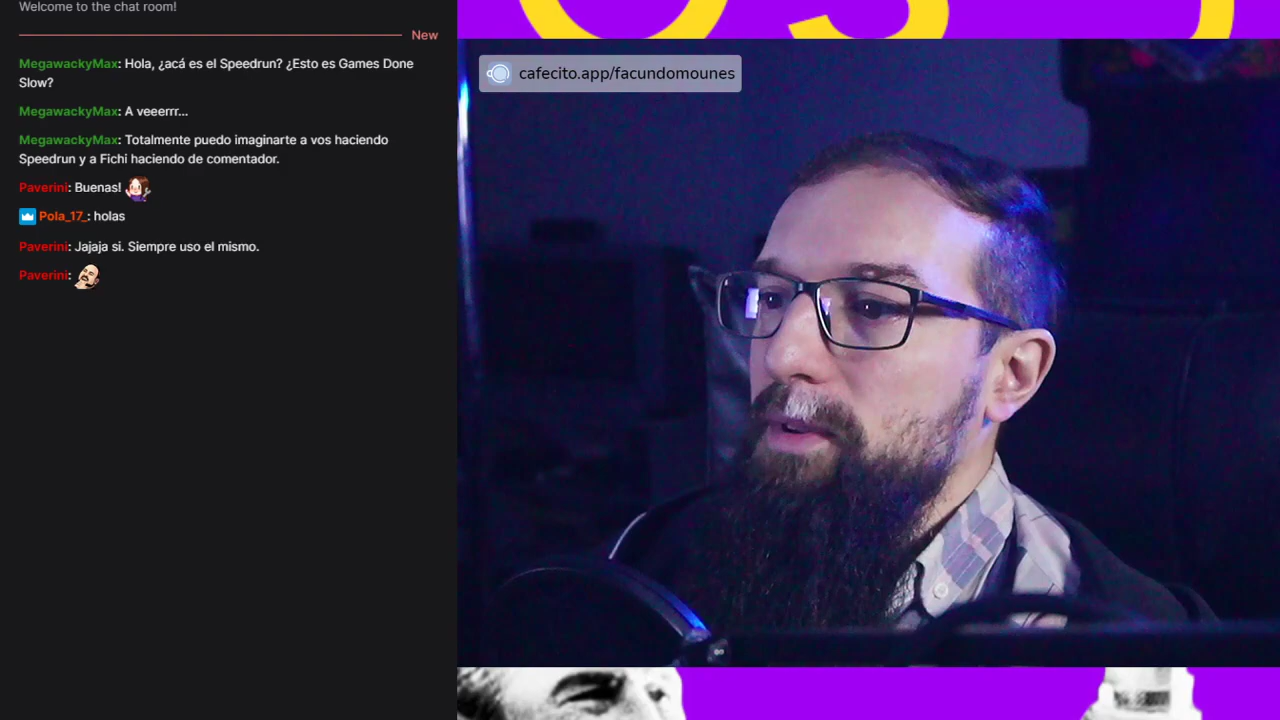 Welcome to the chat room!
New
MegawackyMax: Hola, ¿acá es el Speedrun? ¿Esto es Games Done
Slow?
MegawackyMax: A veeerrr...
MegawackyMax: Totalmente puedo imaginarte a vos haciendo
Speedrun y a Fichi haciendo de comentador.
Paverini: Buenas!
Pola_17_: holas
Paverini: Jajaja si. Siempre uso el mismo.
Paverini:
cafecito.app/facundomounes